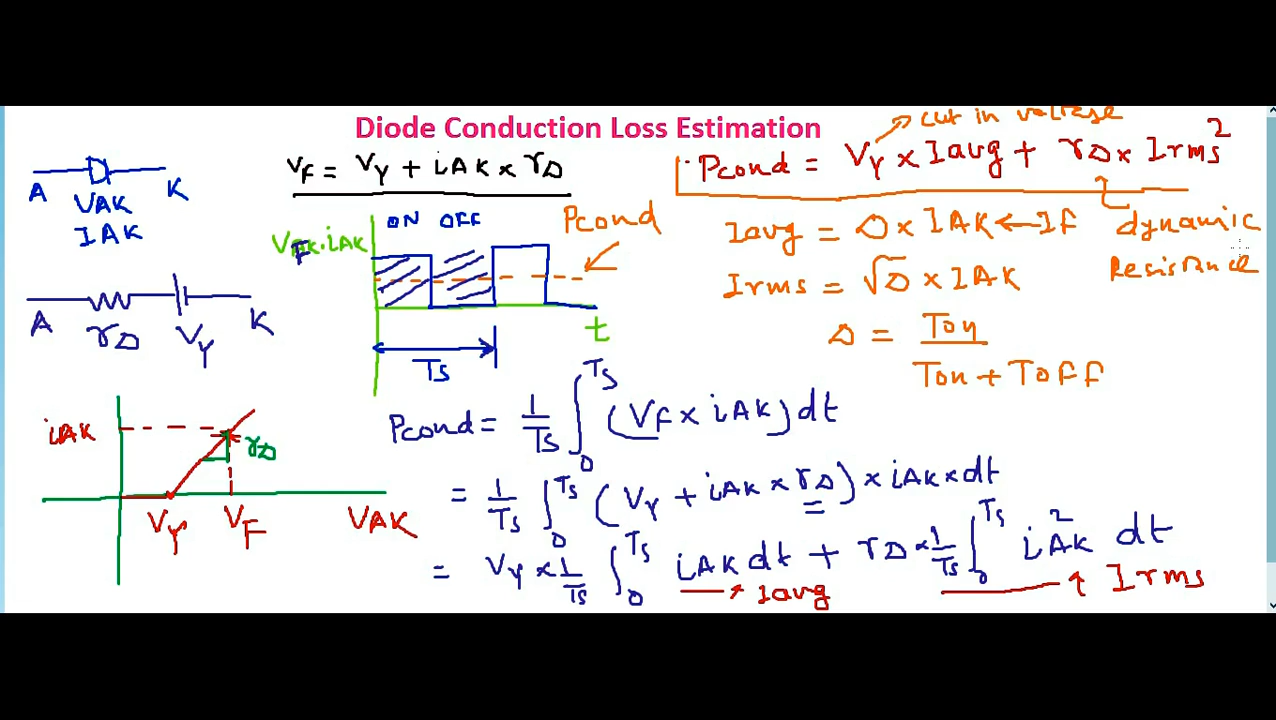 Diode Conduction Loss Estimation
cut in voltage
A K
VAK
IAK
VF = Vγ + iAK × rD
Pcond = Vγ × Iavg + rD × Irms²
ON OFF
Pcond
F
.iAK
t
Ts
Iavg = D × IAK ← IF
dynamic
Resistance
Irms = √D × IAK
D = Ton
Ton + Toff
A rD Vγ K
iAK
rD
Vγ VF VAK
Pcond = 1/Ts ∫0^Ts (VF × iAK) dt
= 1/Ts ∫0^Ts (Vγ + iAK × rD) × iAK × dt
= Vγ × 1/Ts ∫0^Ts iAK dt + rD × 1/Ts ∫0^Ts iAK² dt
Iavg
Irms